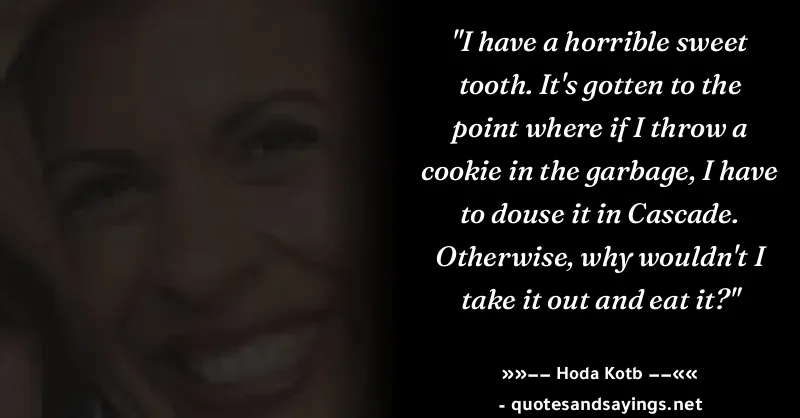 "I have a horrible sweet
tooth. It's gotten to the
point where if I throw a
cookie in the garbage, I have
to douse it in Cascade.
Otherwise, why wouldn't I
take it out and eat it?"
»»–– Hoda Kotb ––««
- quotesandsayings.net